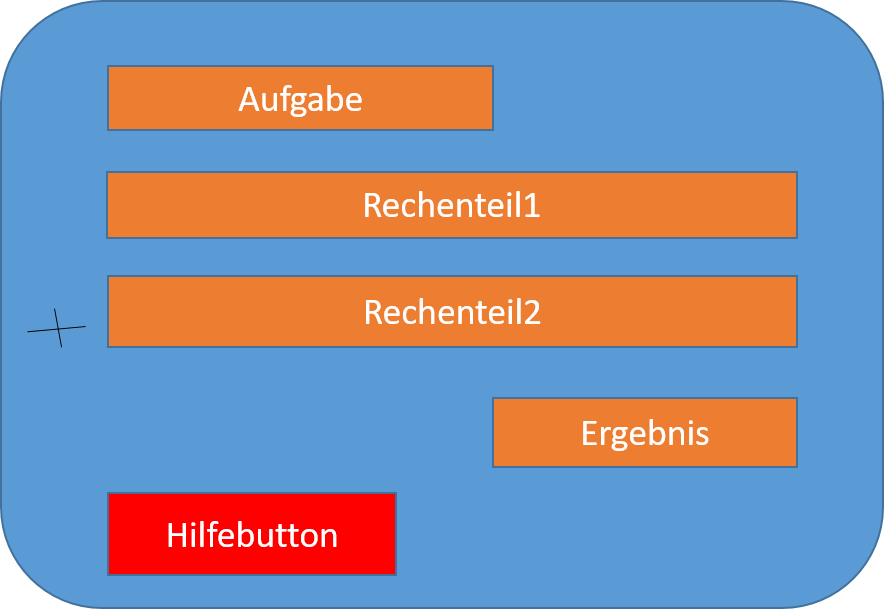 Aufgabe
Rechenteil1
Rechenteil2
Ergebnis
Hilfebutton